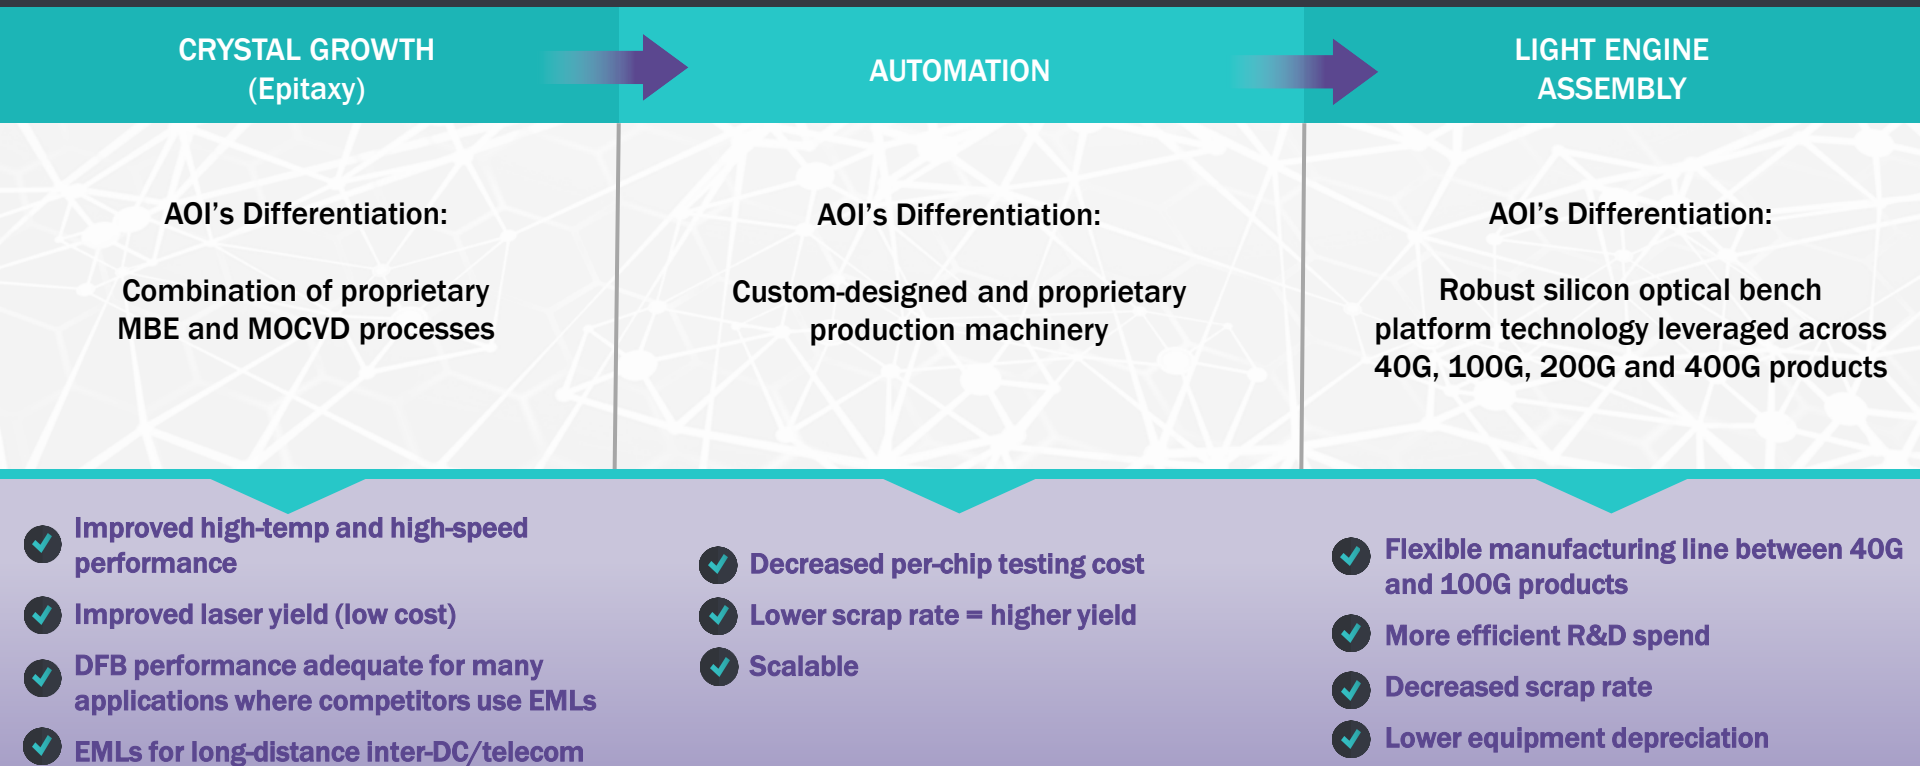 CRYSTAL GROWTH
(Epitaxy)
AUTOMATION
LIGHT ENGINE
ASSEMBLY
AOI’s Differentiation:
Combination of proprietary
MBE and MOCVD processes
AOI’s Differentiation:
Custom-designed and proprietary
production machinery
AOI’s Differentiation:
Robust silicon optical bench
platform technology leveraged across
40G, 100G, 200G and 400G products
Improved high-temp and high-speed
performance
Improved laser yield (low cost)
DFB performance adequate for many
applications where competitors use EMLs
EMLs for long-distance inter-DC/telecom
Decreased per-chip testing cost
Lower scrap rate = higher yield
Scalable
Flexible manufacturing line between 40G
and 100G products
More efficient R&D spend
Decreased scrap rate
Lower equipment depreciation